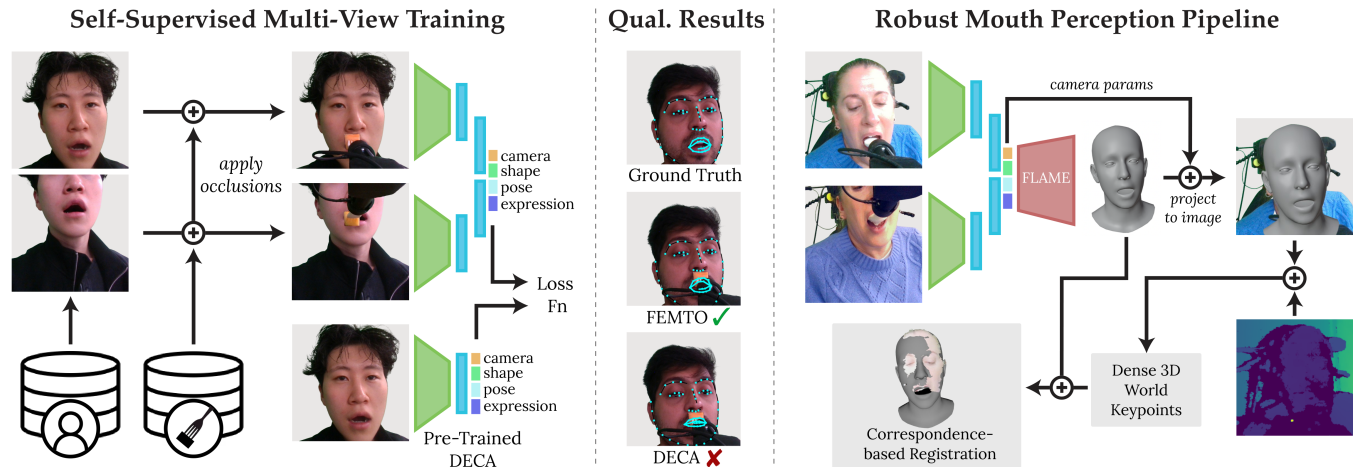 Self-Supervised Multi-View Training
apply
occlusions
camera
shape
pose
expression
Loss
Fn
camera
shape
pose
expression
Pre-Trained
DECA
Qual. Results
Ground Truth
FEMTO
DECA
Robust Mouth Perception Pipeline
camera params
FLAME
project
to image
Dense 3D
World
Keypoints
Correspondence-
based Registration